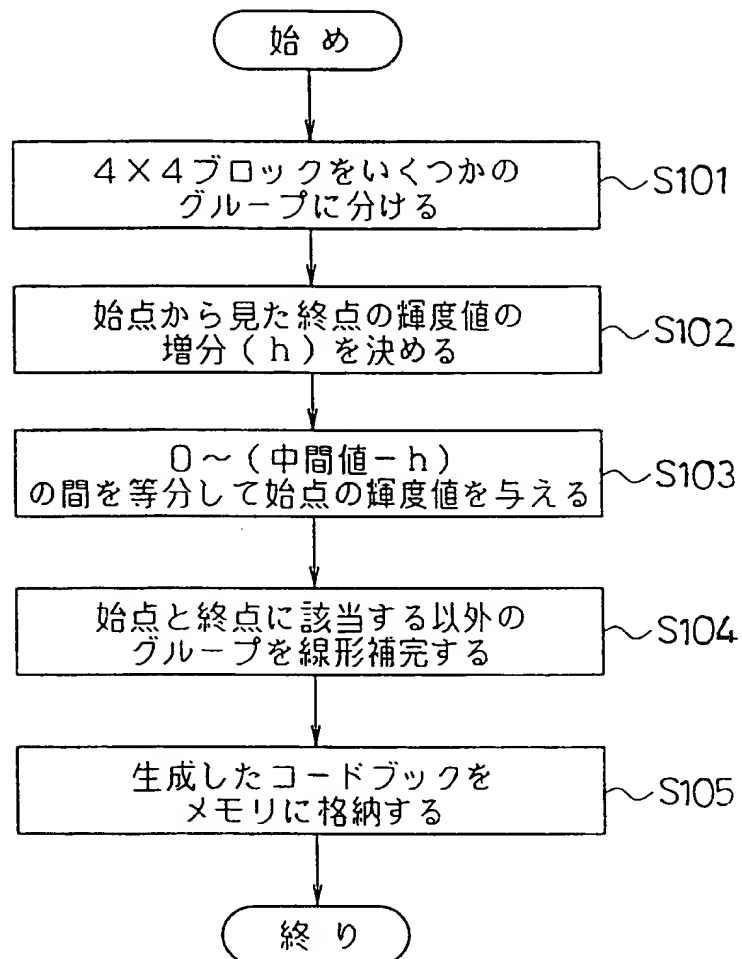 始め
4×4ブロックをいくつかの
グループに分ける
S101
始点から見た終点の輝度値の
増分(h)を決める
S102
0～(中間値－h)
の間を等分して始点の輝度値を与える
S103
始点と終点に該当する以外の
グループを線形補完する
S104
生成したコードブックを
メモリに格納する
S105
終り